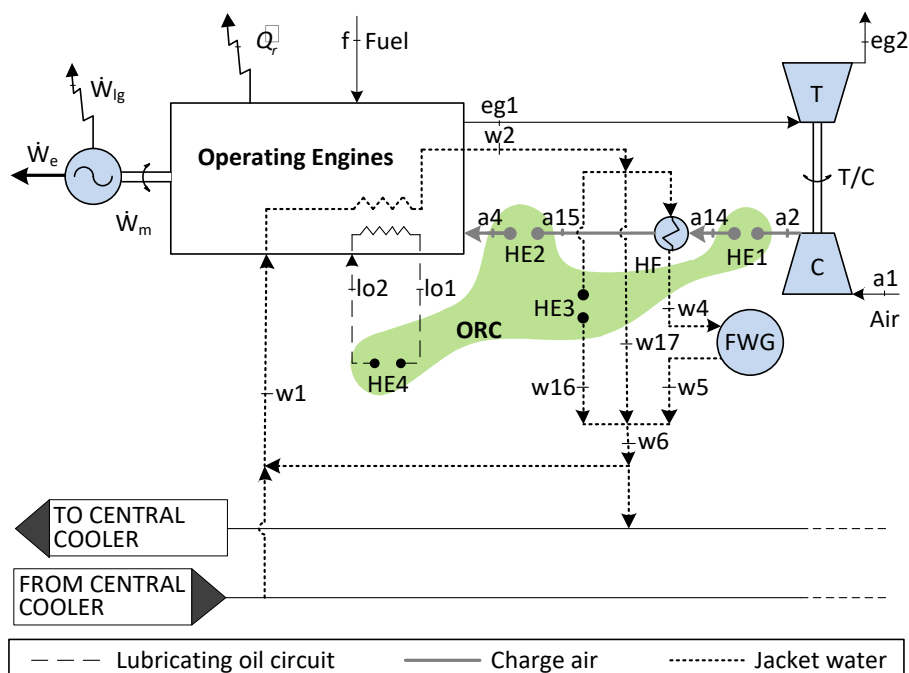 eg2
Q̇r
f Fuel
T
Ẇlg
eg1
w2
Operating Engines
Ẇe
T/C
Ẇm
a4
a15
a14
a2
HE2
HF
HE1
C
a1
Air
lo2
lo1
HE3
w4
ORC
FWG
w17
HE4
w1
w16
w5
w6
TO CENTRAL
COOLER
FROM CENTRAL
COOLER
Lubricating oil circuit
Charge air
Jacket water